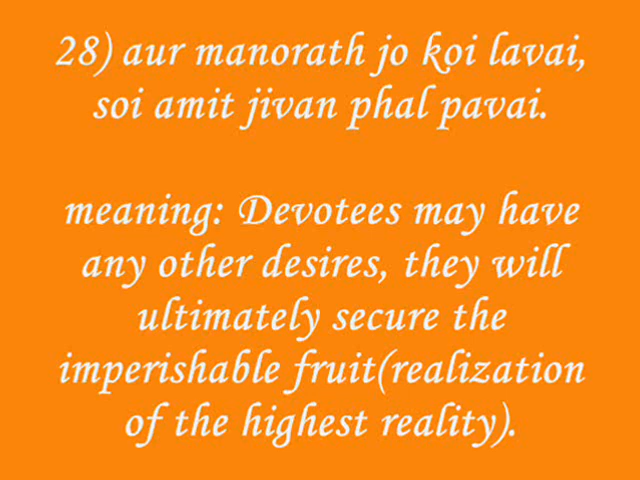 28) aur manorath jo koi lavai,
soi amit jivan phal pavai.
meaning: Devotees may have
any other desires, they will
ultimately secure the
imperishable fruit(realization
of the highest reality).